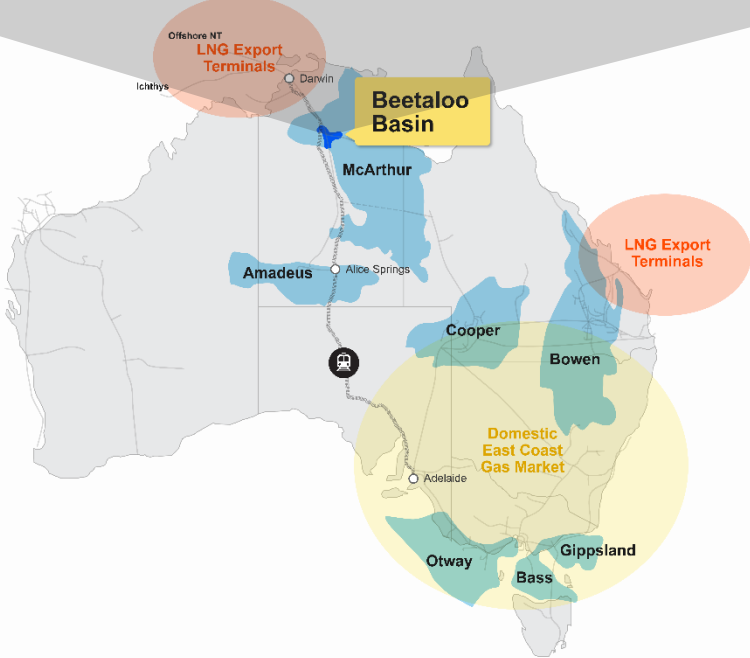 Offshore NT
LNG Export
Terminals
Darwin
Ichthys
Beetaloo
Basin
McArthur
LNG Export
Terminals
Amadeus
Alice Springs
Cooper
Bowen
Domestic
East Coast
Gas Market
Adelaide
Otway
Gippsland
Bass